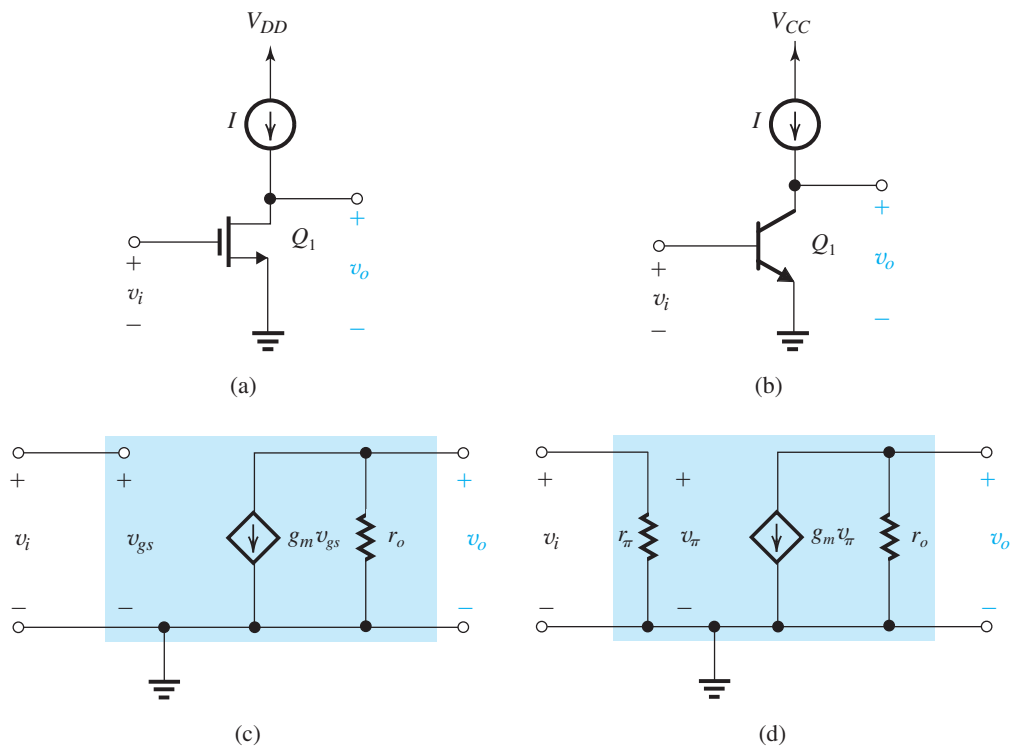 V_DD V_CC
I I
Q_1 Q_1
+ + + +
v_i v_o v_i v_o
− − − −
(a) (b)
+ + + + + +
v_i v_gs g_m v_gs r_o v_o v_i r_π v_π g_m v_π r_o v_o
− − − − − −
(c) (d)